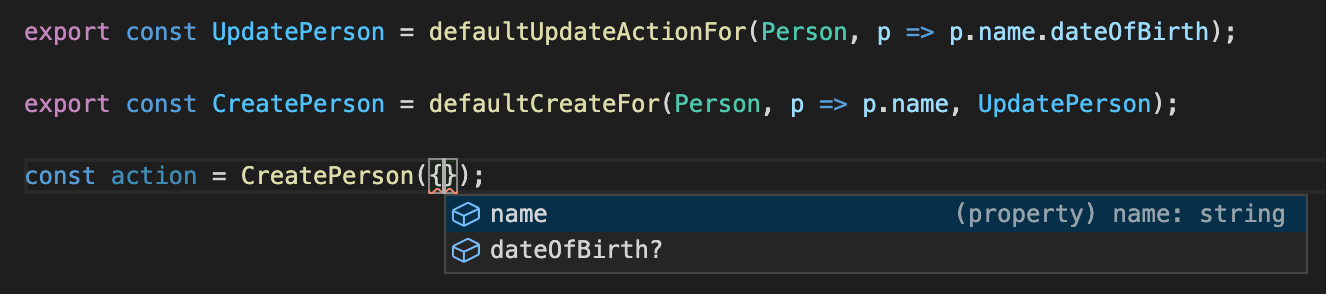 export const UpdatePerson = defaultUpdateActionFor(Person, p => p.name.dateOfBirth);
export const CreatePerson = defaultCreateFor(Person, p => p.name, UpdatePerson);
const action = CreatePerson({});
name (property) name: string
dateOfBirth?